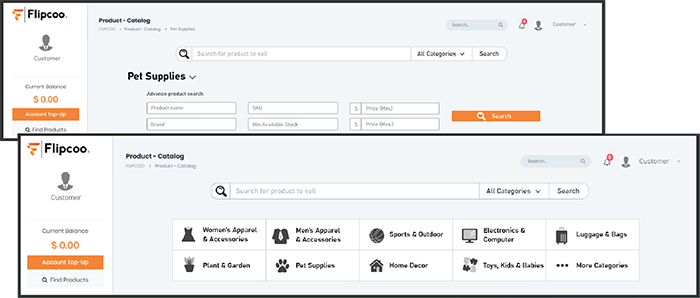 Flipcoo.
Product - Catalog
FLIPCOO > Product - Catalog > Pet Supplies
Search..
0
Customer
Customer
Search for product to sell
All Categories
Search
Pet Supplies
Current Balance
$ 0.00
Account Top-Up
Find Products
Advance product search
Product name
SKU
$ Price (Min.)
Search
Brand
Min Available Stock
$ Price (Max.)
Flipcoo.
Product - Catalog
FLIPCOO > Product - Catalog
Search..
0
Customer
Customer
Search for product to sell
All Categories
Search
Current Balance
$ 0.00
Account Top-Up
Find Products
Women's Apparel
& Accessories
Men's Apparel
& Accessories
Sports & Outdoor
Electronics &
Computer
Luggage & Bags
Plant & Garden
Pet Supplies
Home Decor
Toys, Kids & Babies
More Categories